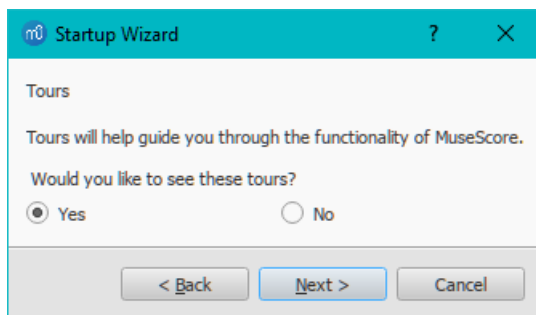 Startup Wizard ?
Tours
Tours will help guide you through the functionality of MuseScore.
Would you like to see these tours?
Yes No
< Back Next > Cancel